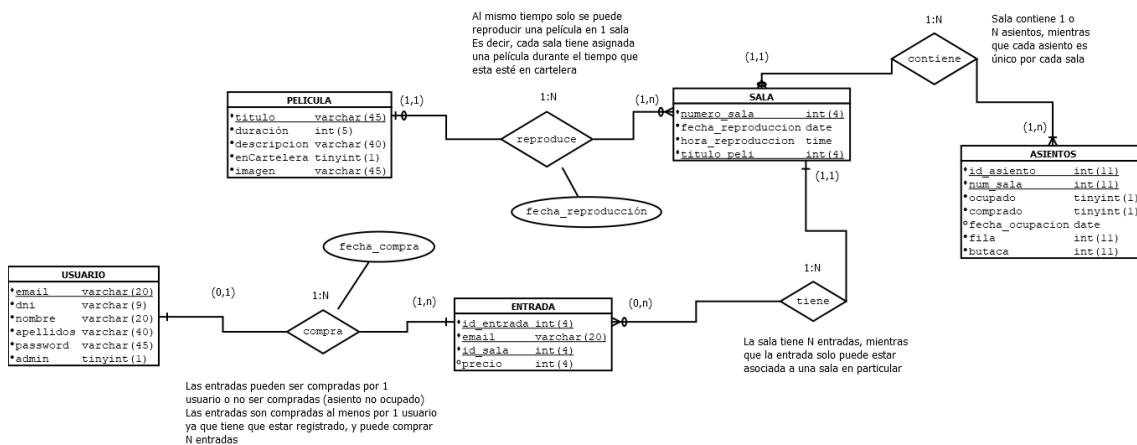 Al mismo tiempo solo se puede
reproducir una película en 1 sala
Es decir, cada sala tiene asignada
una película durante el tiempo que
esta esté en cartelera
1:N
contiene
Sala contiene 1 o
N asientos, mientras
que cada asiento es
único por cada sala
(1,1)
(1,n)
PELICULA
titulo varchar(45)
duración int(5)
descripcion varchar(40)
enCartelera tinyint(1)
imagen varchar(45)
(1,1)
1:N
reproduce
(1,n)
fecha_reproducción
SALA
numero_sala int(4)
fecha_reproduccion date
hora_reproduccion time
titulo_peli int(4)
(1,1)
ASIENTOS
id_asiento int(11)
num_sala int(11)
ocupado tinyint(1)
comprado tinyint(1)
fecha_ocupacion date
fila int(11)
butaca int(11)
fecha_compra
USUARIO
email varchar(20)
dni varchar(9)
nombre varchar(20)
apellidos varchar(40)
password varchar(45)
admin tinyint(1)
(0,1)
1:N
compra
(1,n)
ENTRADA
id_entrada int(4)
email varchar(20)
id_sala int(4)
precio int(4)
(0,n)
1:N
tiene
La sala tiene N entradas, mientras
que la entrada solo puede estar
asociada a una sala en particular
Las entradas pueden ser compradas por 1
usuario o no ser compradas (asiento no ocupado)
Las entradas son compradas al menos por 1 usuario
ya que tiene que estar registrado, y puede comprar
N entradas